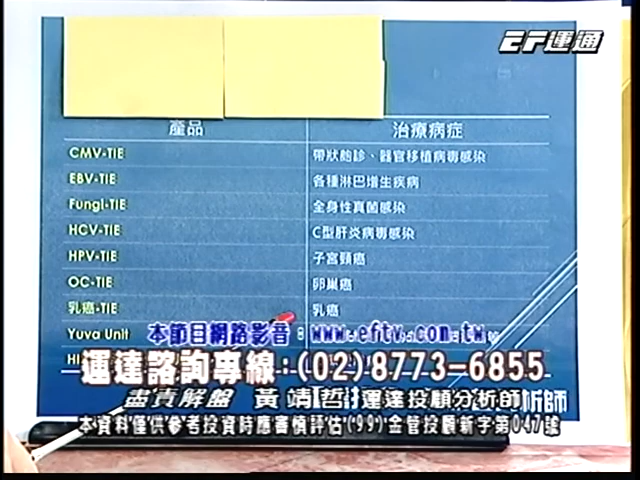 EF運通
產品 治療病症
CMV-TIE 帶狀皰診、器官移植病毒感染
EBV-TIE 各種淋巴增生疾病
Fungi-TIE 全身性真菌感染
HCV-TIE C型肝炎病毒感染
HPV-TIE 子宮頸癌
OC-TIE 卵巢癌
乳癌-TIE 乳癌
Yuva Unit
本節目網路影音：www.eftv.com.tw
運達諮詢專線:(02)8773-6855
盡責解盤 黃靖哲 運達投顧分析師
本資料僅供參考投資時應審慎評估(99)金管投顧新字第047號